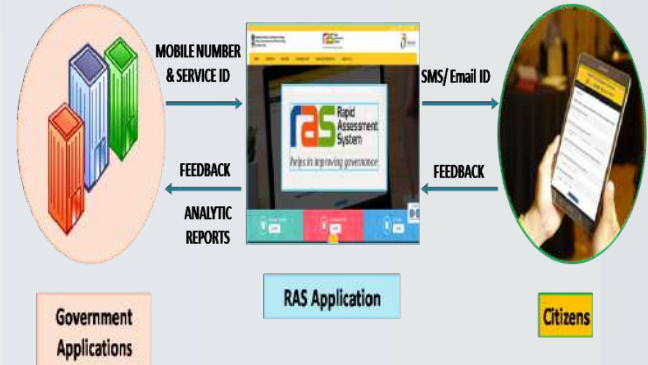 MOBILE NUMBER
& SERVICE ID
SMS/ Email ID
ras Rapid
Assessment
System
helps in improving governance
FEEDBACK
ANALYTIC
REPORTS
FEEDBACK
Government
Applications
RAS Application
Citizens